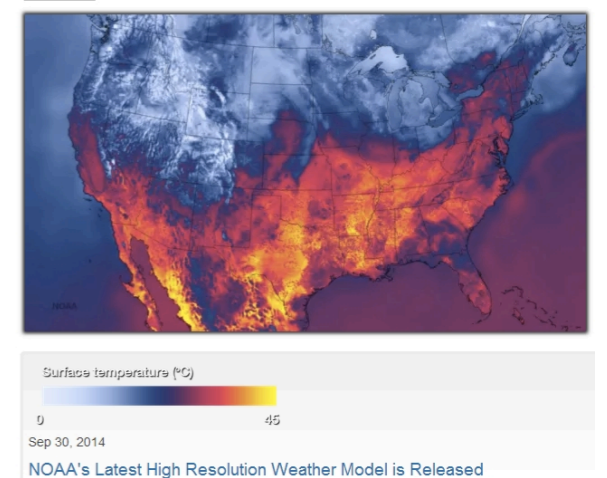 NOAA
Surface temperature (°C)
0 45
Sep 30, 2014
NOAA's Latest High Resolution Weather Model is Released